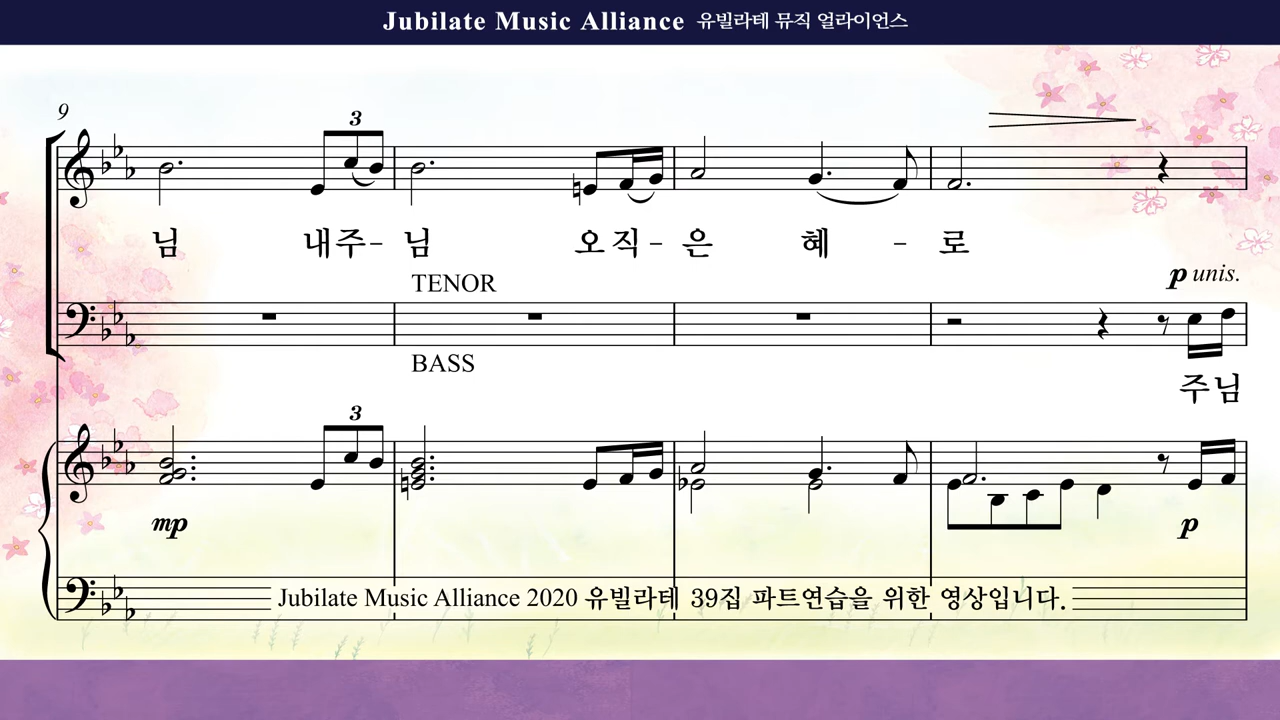 Jubilate Music Alliance 유빌라테 뮤직 얼라이언스
9
3
님 내주- 님 오직- 은 혜 - 로
TENOR
p unis.
BASS
주님
3
mp
p
Jubilate Music Alliance 2020 유빌라테 39집 파트연습을 위한 영상입니다.